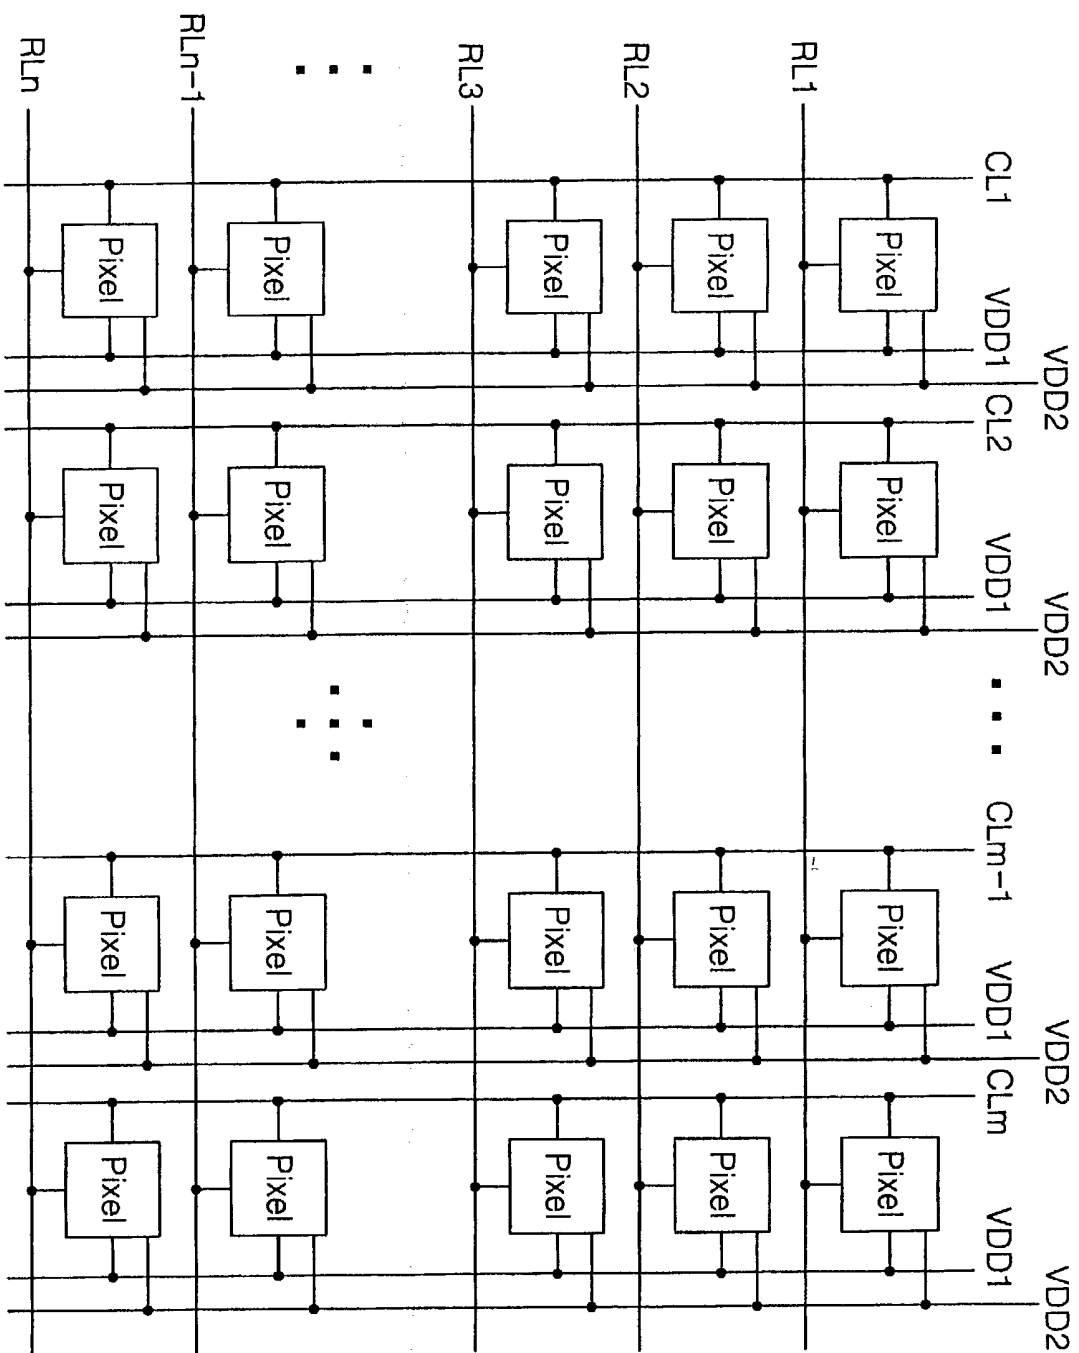 VDD2 VDD2 VDD2 VDD2
CL1 VDD1 CL2 VDD1 ... CLm-1 VDD1 CLm VDD1
Pixel Pixel Pixel Pixel
RL1
Pixel Pixel Pixel Pixel
RL2
Pixel Pixel Pixel Pixel
RL3
Pixel Pixel Pixel Pixel
RLn-1
Pixel Pixel Pixel Pixel
RLn